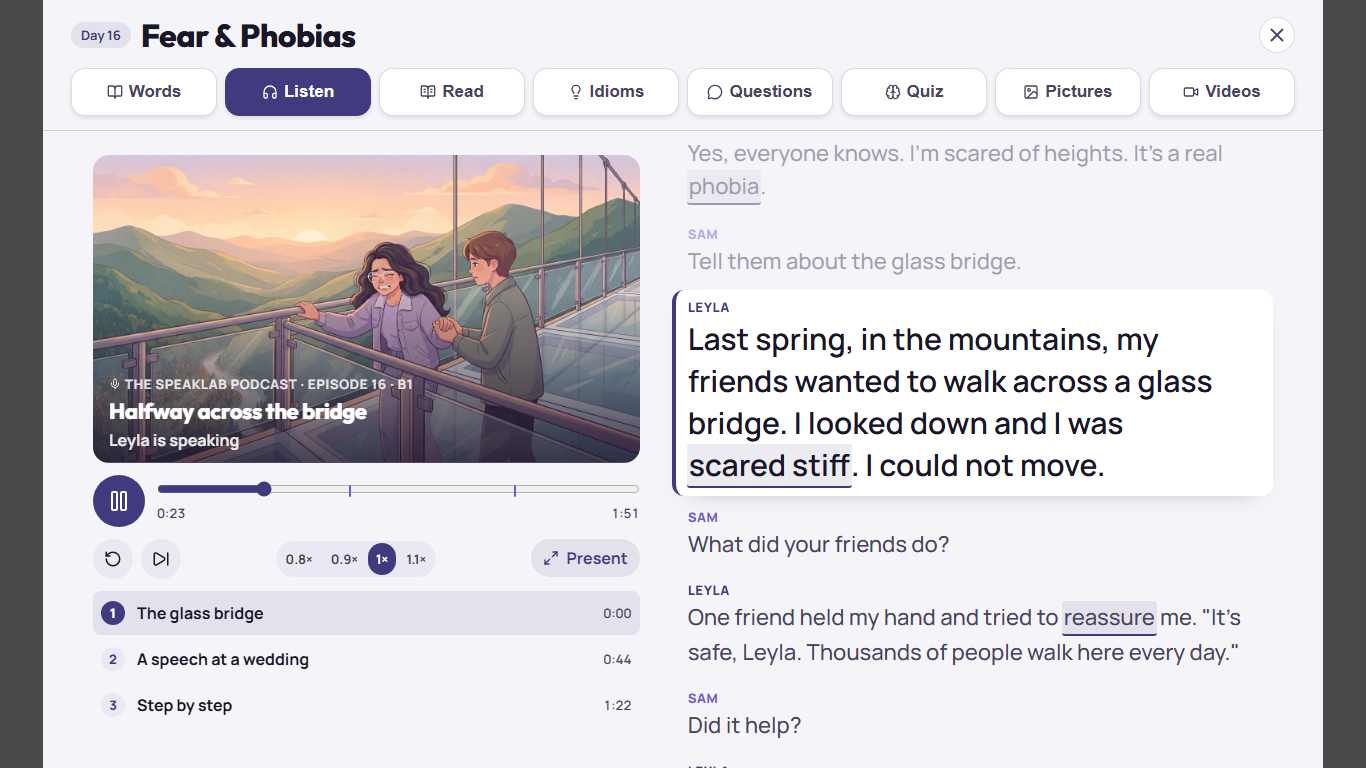 Day 16
Fear & Phobias
Words
Listen
Read
Idioms
Questions
Quiz
Pictures
Videos
THE SPEAKLAB PODCAST · EPISODE 16 · B1
Halfway across the bridge
Leyla is speaking
0:23
1:51
0.8×
0.9×
1×
1.1×
Present
1
The glass bridge
0:00
2
A speech at a wedding
0:44
3
Step by step
1:22
Yes, everyone knows. I'm scared of heights. It's a real
phobia.
SAM
Tell them about the glass bridge.
LEYLA
Last spring, in the mountains, my
friends wanted to walk across a glass
bridge. I looked down and I was
scared stiff. I could not move.
SAM
What did your friends do?
LEYLA
One friend held my hand and tried to reassure me. "It's
safe, Leyla. Thousands of people walk here every day."
SAM
Did it help?